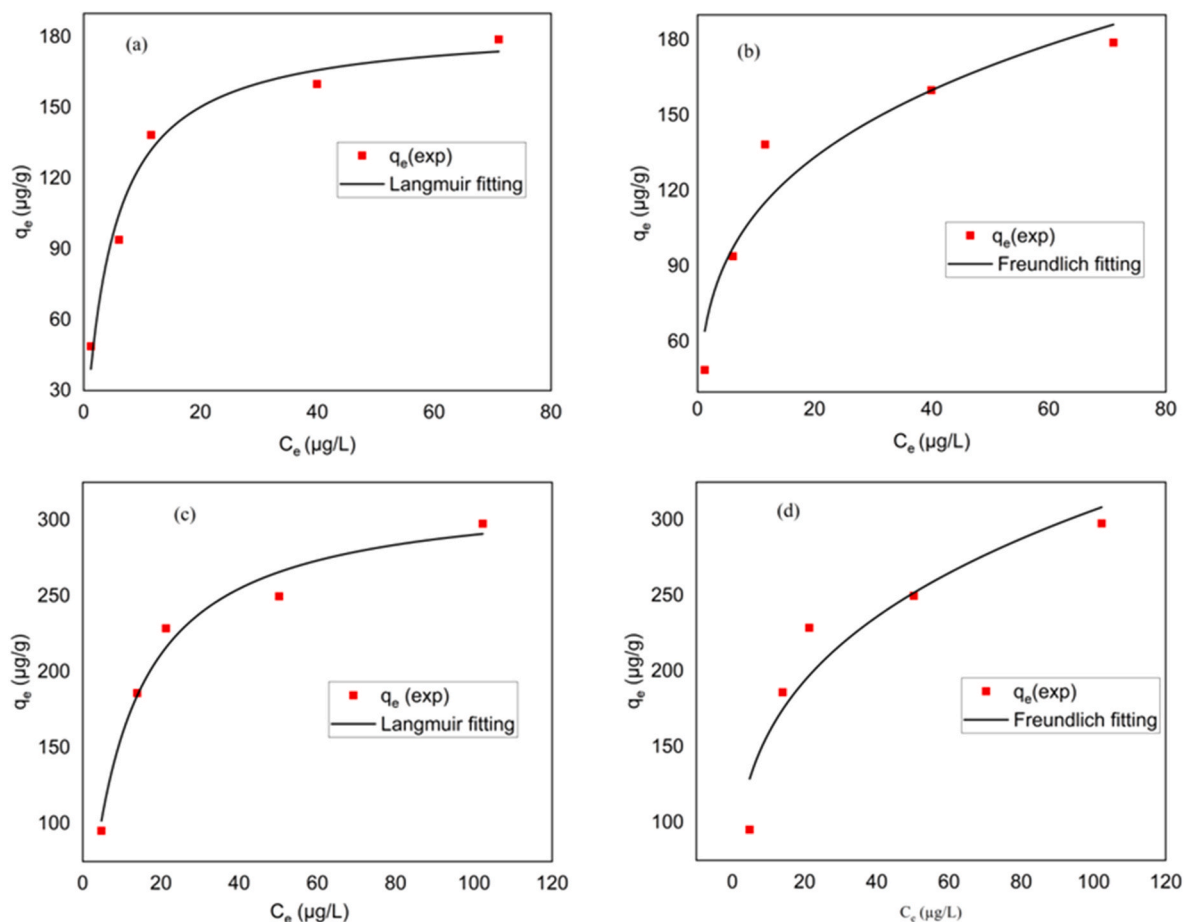 (a)
180
150
120
90
60
30
qₑ (µg/g)
qₑ(exp)
Langmuir fitting
0
20
40
60
80
Cₑ (µg/L)
(b)
180
150
120
90
60
qₑ (µg/g)
qₑ(exp)
Freundlich fitting
0
20
40
60
80
Cₑ (µg/L)
(c)
300
250
200
150
100
qₑ (µg/g)
qₑ (exp)
Langmuir fitting
0
20
40
60
80
100
120
Cₑ (µg/L)
(d)
300
250
200
150
100
qₑ (µg/g)
qₑ(exp)
Freundlich fitting
0
20
40
60
80
100
120
Cₑ (µg/L)